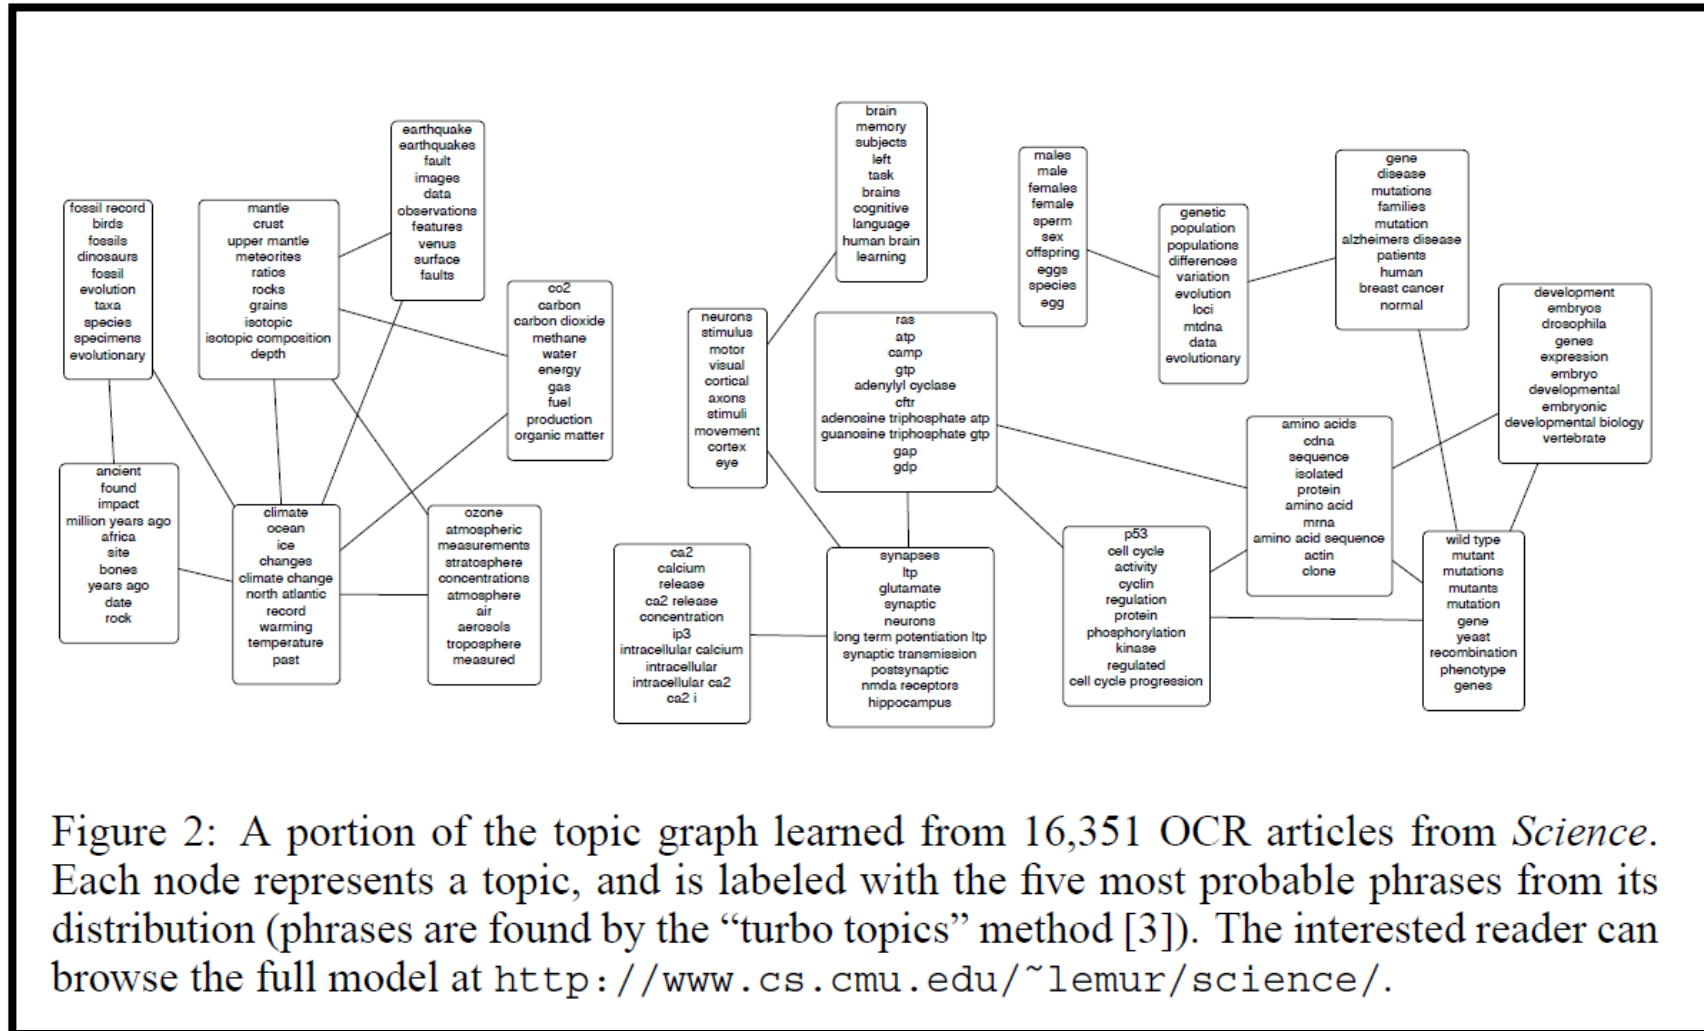 brain
memory
subjects
left
task
brains
cognitive
language
human brain
learning
earthquake
earthquakes
fault
images
data
observations
features
venus
surface
faults
males
male
females
female
sperm
sex
offspring
eggs
species
egg
gene
disease
mutations
families
mutation
alzheimers disease
patients
human
breast cancer
normal
fossil record
birds
fossils
dinosaurs
fossil
evolution
taxa
species
specimens
evolutionary
mantle
crust
upper mantle
meteorites
ratios
rocks
grains
isotopic
isotopic composition
depth
genetic
population
populations
differences
variation
evolution
loci
mtdna
data
evolutionary
co2
carbon
carbon dioxide
methane
water
energy
gas
fuel
production
organic matter
development
embryos
drosophila
genes
expression
embryo
developmental
embryonic
developmental biology
vertebrate
neurons
stimulus
motor
visual
cortical
axons
stimuli
movement
cortex
eye
ras
atp
camp
gtp
adenylyl cyclase
cftr
adenosine triphosphate atp
guanosine triphosphate gtp
gap
gdp
amino acids
cdna
sequence
isolated
protein
amino acid
mrna
amino acid sequence
actin
clone
ancient
found
impact
million years ago
africa
site
bones
years ago
date
rock
climate
ocean
ice
changes
climate change
north atlantic
record
warming
temperature
past
ozone
atmospheric
measurements
stratosphere
concentrations
atmosphere
air
aerosols
troposphere
measured
ca2
calcium
release
ca2 release
concentration
ip3
intracellular calcium
intracellular
intracellular ca2
ca2 i
synapses
ltp
glutamate
synaptic
neurons
long term potentiation ltp
synaptic transmission
postsynaptic
nmda receptors
hippocampus
p53
cell cycle
activity
cyclin
regulation
protein
phosphorylation
kinase
regulated
cell cycle progression
wild type
mutant
mutations
mutants
mutation
gene
yeast
recombination
phenotype
genes
Figure 2: A portion of the topic graph learned from 16,351 OCR articles from Science.
Each node represents a topic, and is labeled with the five most probable phrases from its
distribution (phrases are found by the “turbo topics” method [3]). The interested reader can
browse the full model at http://www.cs.cmu.edu/~lemur/science/.